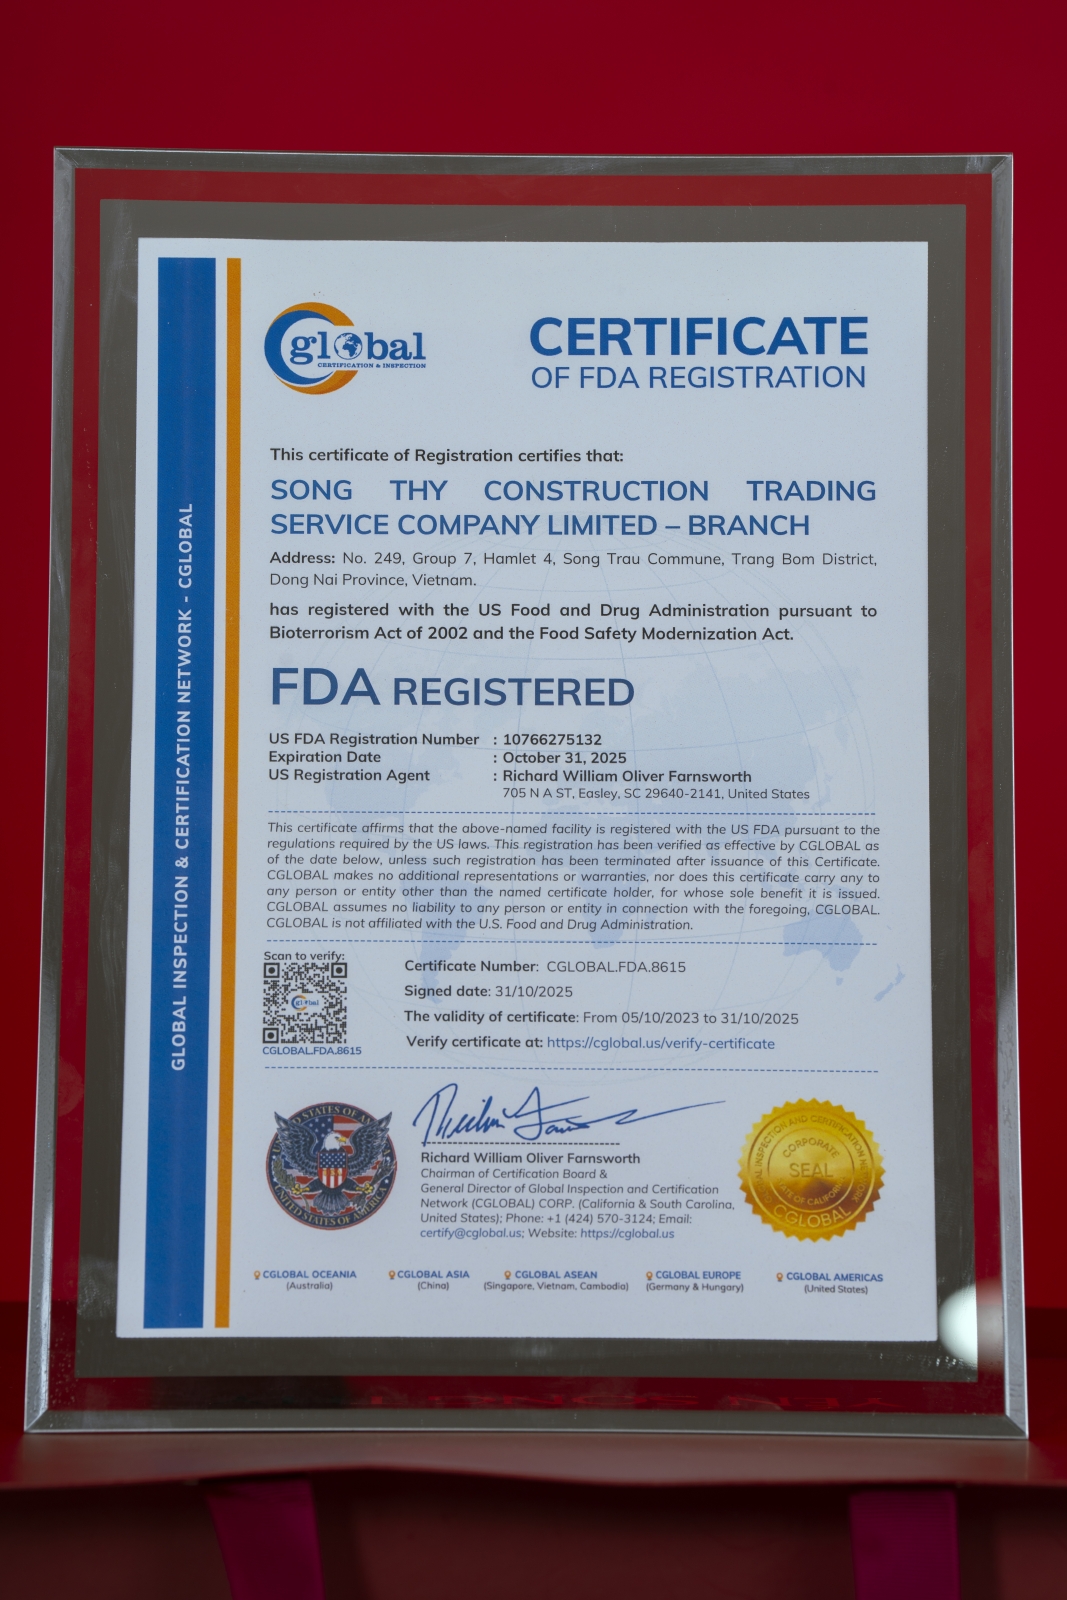 global
CERTIFICATION & INSPECTION
CERTIFICATE
OF FDA REGISTRATION
GLOBAL INSPECTION & CERTIFICATION NETWORK - CGLOBAL
This certificate of Registration certifies that:
SONG THY CONSTRUCTION TRADING
SERVICE COMPANY LIMITED – BRANCH
Address: No. 249, Group 7, Hamlet 4, Song Trau Commune, Trang Bom District,
Dong Nai Province, Vietnam.
has registered with the US Food and Drug Administration pursuant to
Bioterrorism Act of 2002 and the Food Safety Modernization Act.
FDA REGISTERED
US FDA Registration Number : 10766275132
Expiration Date : October 31, 2025
US Registration Agent : Richard William Oliver Farnsworth
705 N A ST, Easley, SC 29640-2141, United States
This certificate affirms that the above-named facility is registered with the US FDA pursuant to the
regulations required by the US laws. This registration has been verified as effective by CGLOBAL as
of the date below, unless such registration has been terminated after issuance of this Certificate.
CGLOBAL makes no additional representations or warranties, nor does this certificate carry any to
any person or entity other than the named certificate holder, for whose sole benefit it is issued.
CGLOBAL assumes no liability to any person or entity in connection with the foregoing, CGLOBAL.
CGLOBAL is not affiliated with the U.S. Food and Drug Administration.
Scan to verify:
global
CGLOBAL.FDA.8615
Certificate Number: CGLOBAL.FDA.8615
Signed date: 31/10/2025
The validity of certificate: From 05/10/2023 to 31/10/2025
Verify certificate at: https://cglobal.us/verify-certificate
STATES OF
UNITED STATES OF AMERICA
Richard William Oliver Farnsworth
Chairman of Certification Board &
General Director of Global Inspection and Certification
Network (CGLOBAL) CORP. (California & South Carolina,
United States); Phone: +1 (424) 570-3124; Email:
certify@cglobal.us; Website: https://cglobal.us
INSPECTION AND CERTIFICATION NETWORK
CORPORATE
SEAL
OF CALIFORNIA
CGLOBAL
CGLOBAL OCEANIA
(Australia)
CGLOBAL ASIA
(China)
CGLOBAL ASEAN
(Singapore, Vietnam, Cambodia)
CGLOBAL EUROPE
(Germany & Hungary)
CGLOBAL AMERICAS
(United States)